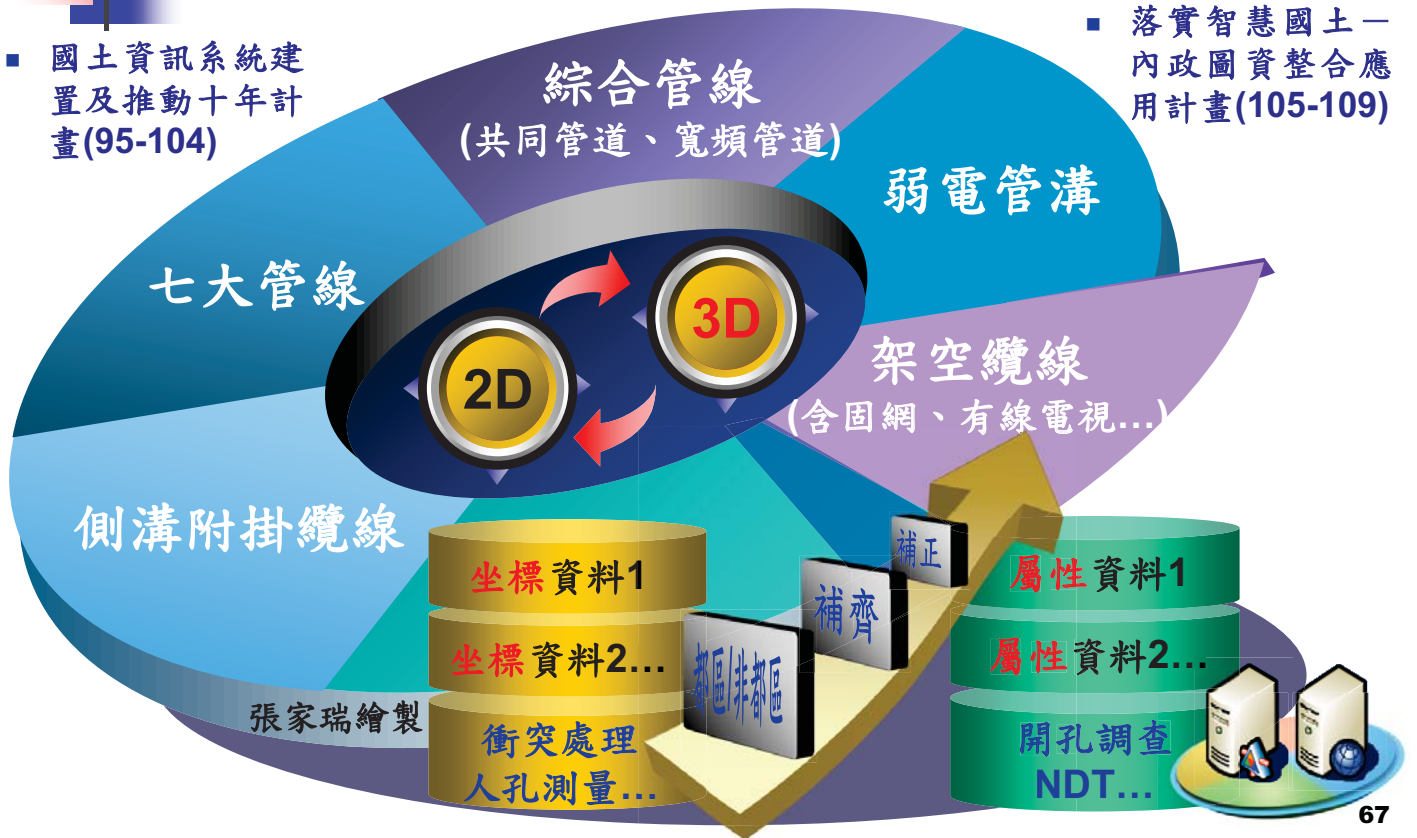 ■ 國土資訊系統建
置及推動十年計
畫(95-104)
■ 落實智慧國土－
內政圖資整合應
用計畫(105-109)
綜合管線
(共同管道、寬頻管道)
弱電管溝
七大管線
3D
2D
架空纜線
(含固網、有線電視...)
側溝附掛纜線
坐標資料1
坐標資料2...
衝突處理
人孔測量...
都區/非都區
補齊
補正
屬性資料1
屬性資料2...
開孔調查
NDT...
張家瑞繪製
67